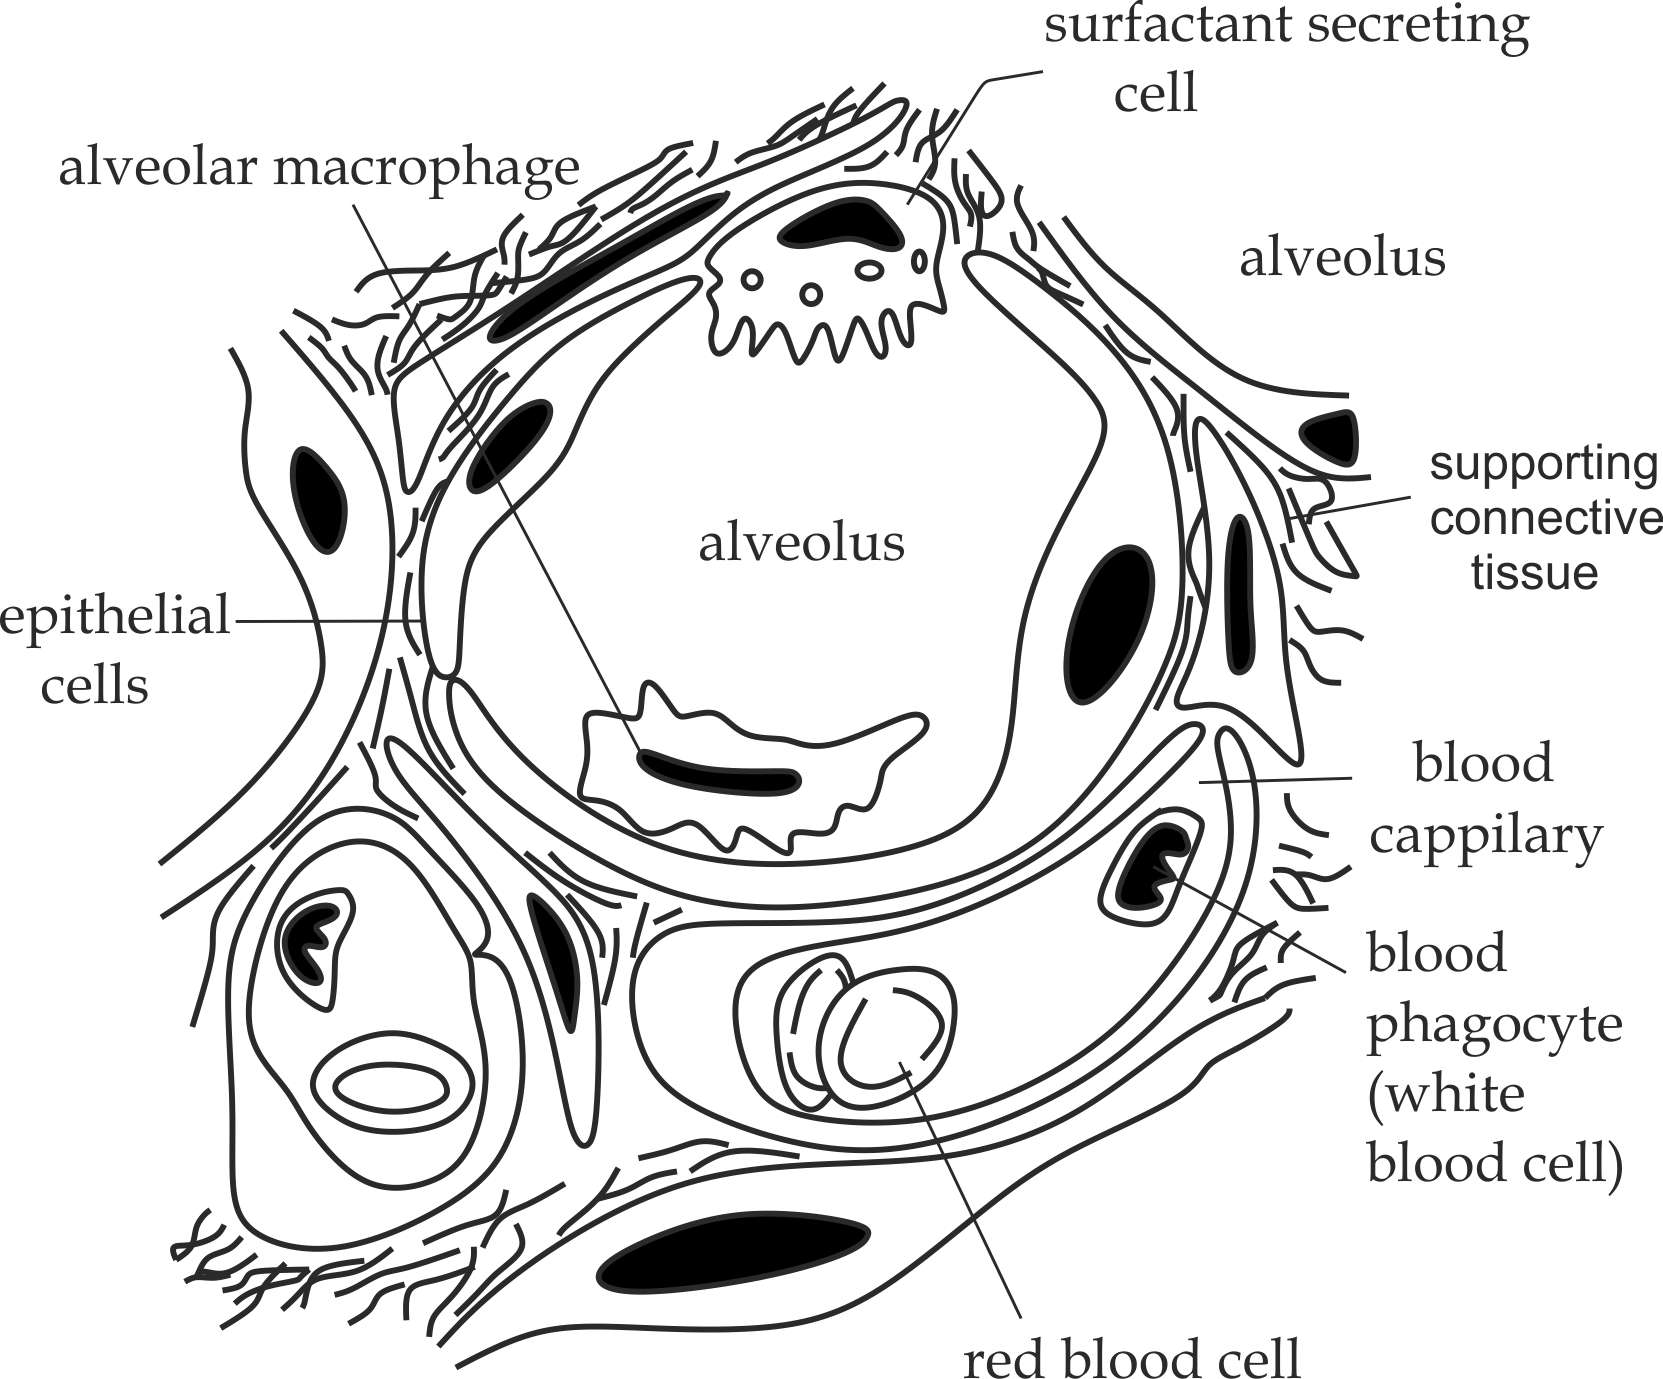 surfactant secreting
cell
alveolar macrophage
alveolus
supporting
connective
tissue
alveolus
epithelial
cells
blood
cappilary
blood
phagocyte
(white
blood cell)
red blood cell